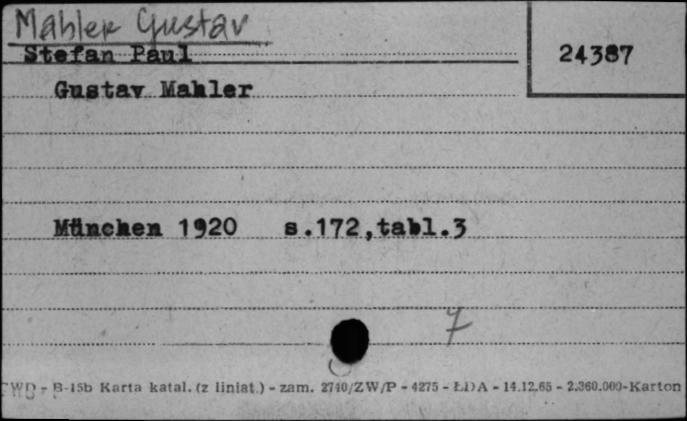 Mahler Gustav
Stefan Paul
24387
Gustav Mahler
München 1920 s.172,tabl.3
7
PWD - B-15b Karta katal. (z liniat.) - zam. 2740/ZW/P - 4275 - ŁDA - 14.12.65 - 2.360.000-Karton